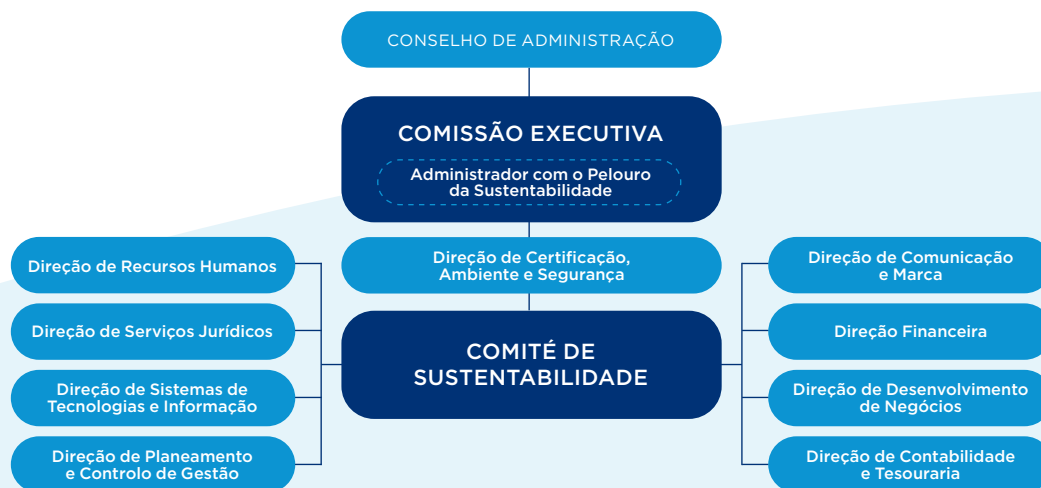 CONSELHO DE ADMINISTRAÇÃO
COMISSÃO EXECUTIVA
Administrador com o Pelouro
da Sustentabilidade
Direção de Certificação,
Ambiente e Segurança
COMITÉ DE
SUSTENTABILIDADE
Direção de Recursos Humanos
Direção de Serviços Jurídicos
Direção de Sistemas de
Tecnologias e Informação
Direção de Planeamento
e Controlo de Gestão
Direção de Comunicação
e Marca
Direção Financeira
Direção de Desenvolvimento
de Negócios
Direção de Contabilidade
e Tesouraria